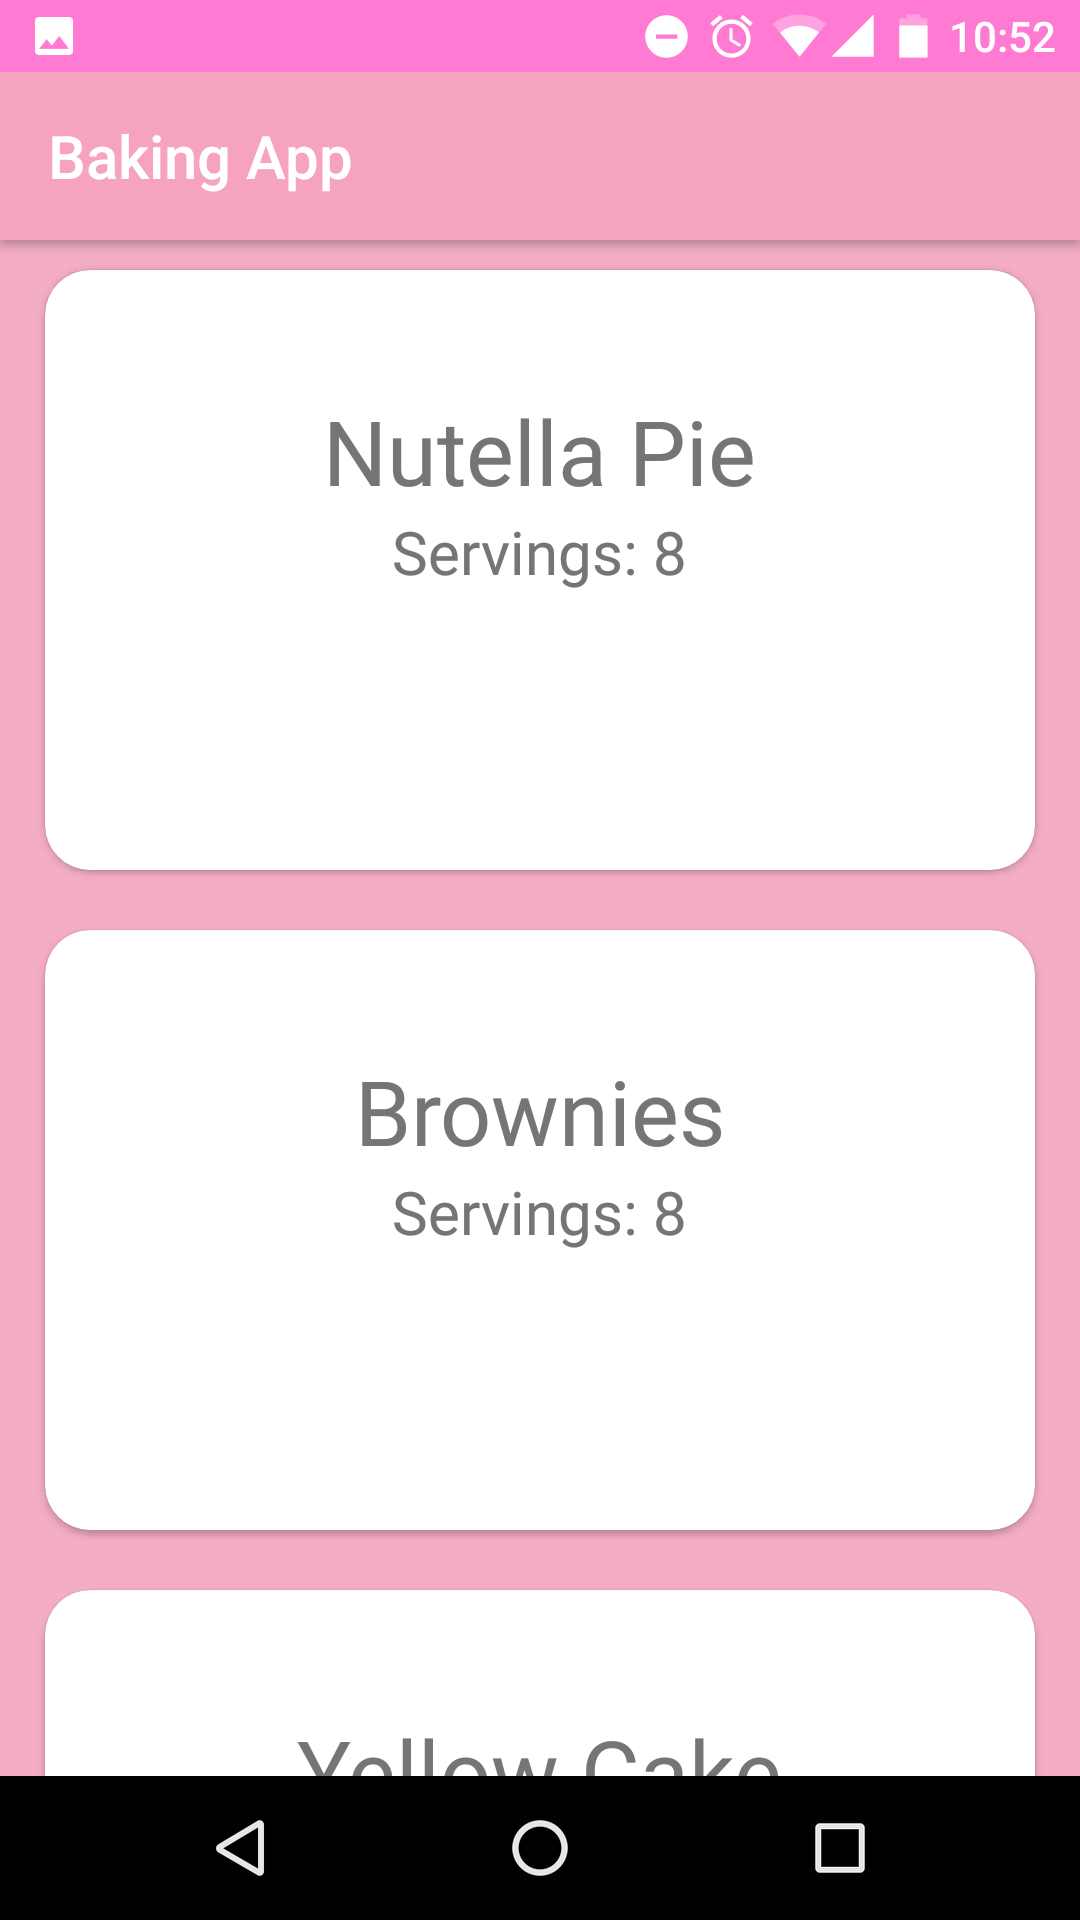 10:52
Baking App
Nutella Pie
Servings: 8
Brownies
Servings: 8
Yellow Cake